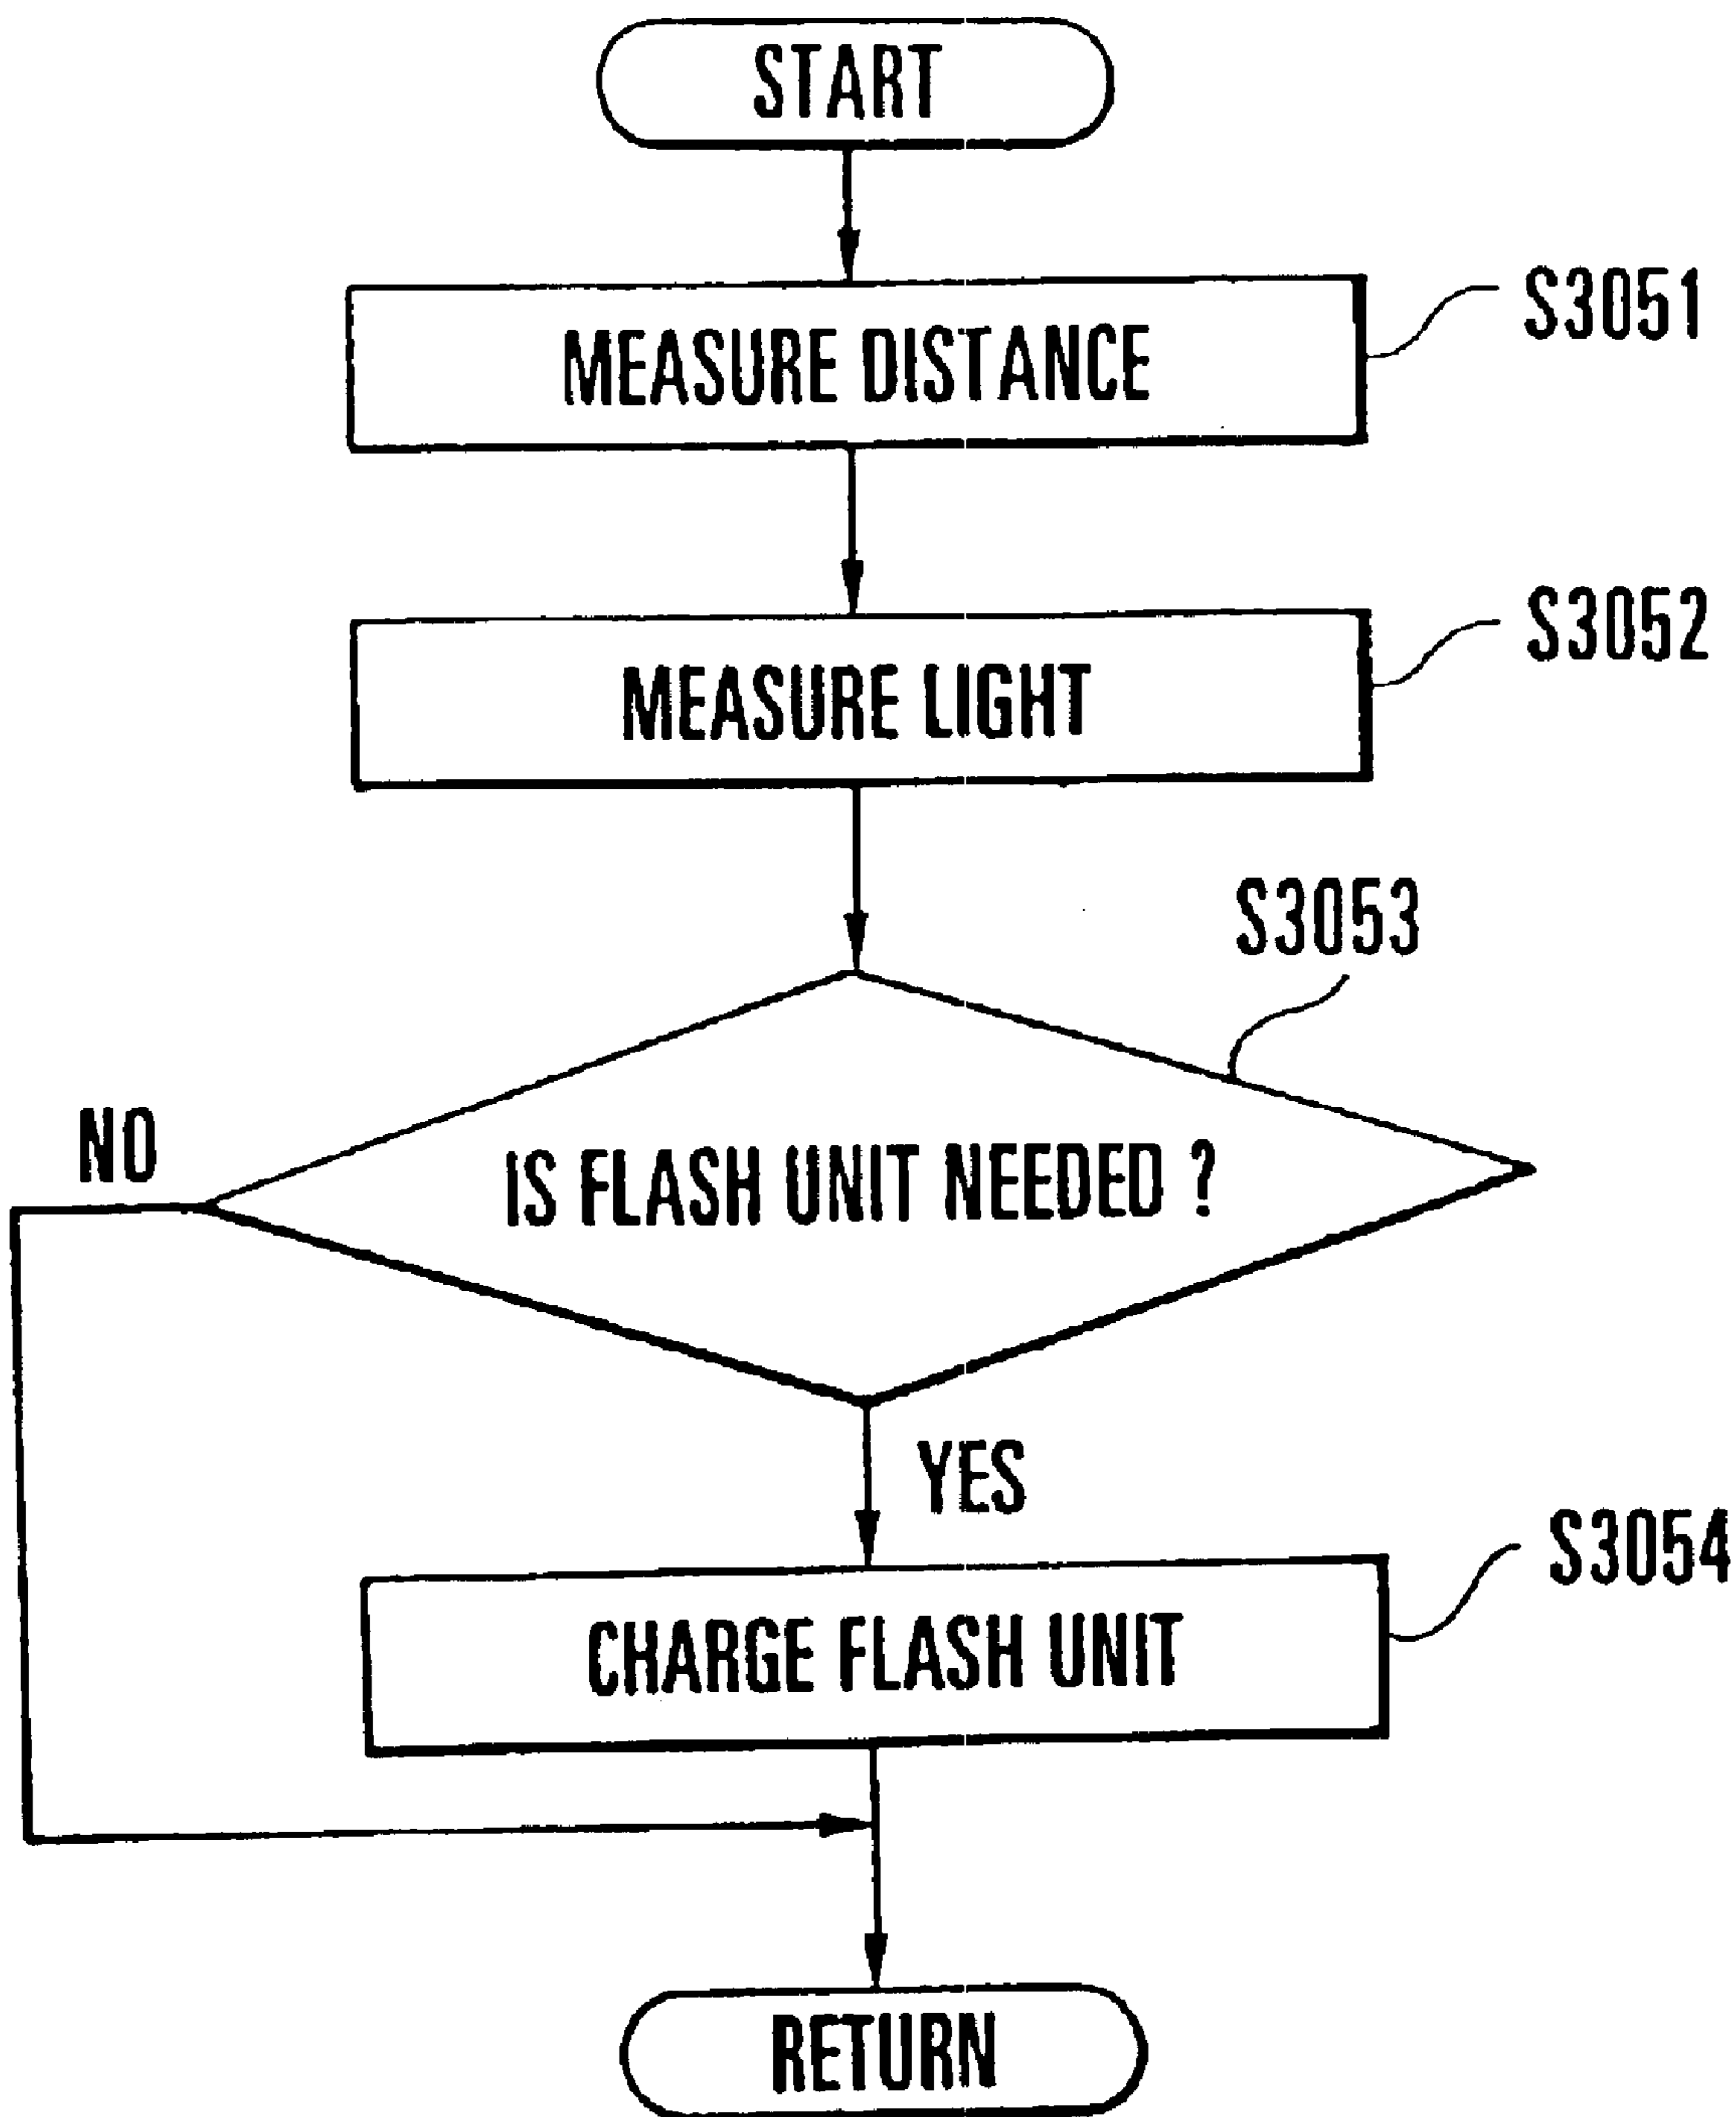 START
MEASURE DISTANCE
S3051
MEASURE LIGHT
S3052
S3053
NO
IS FLASH UNIT NEEDED ?
YES
CHARGE FLASH UNIT
S3054
RETURN